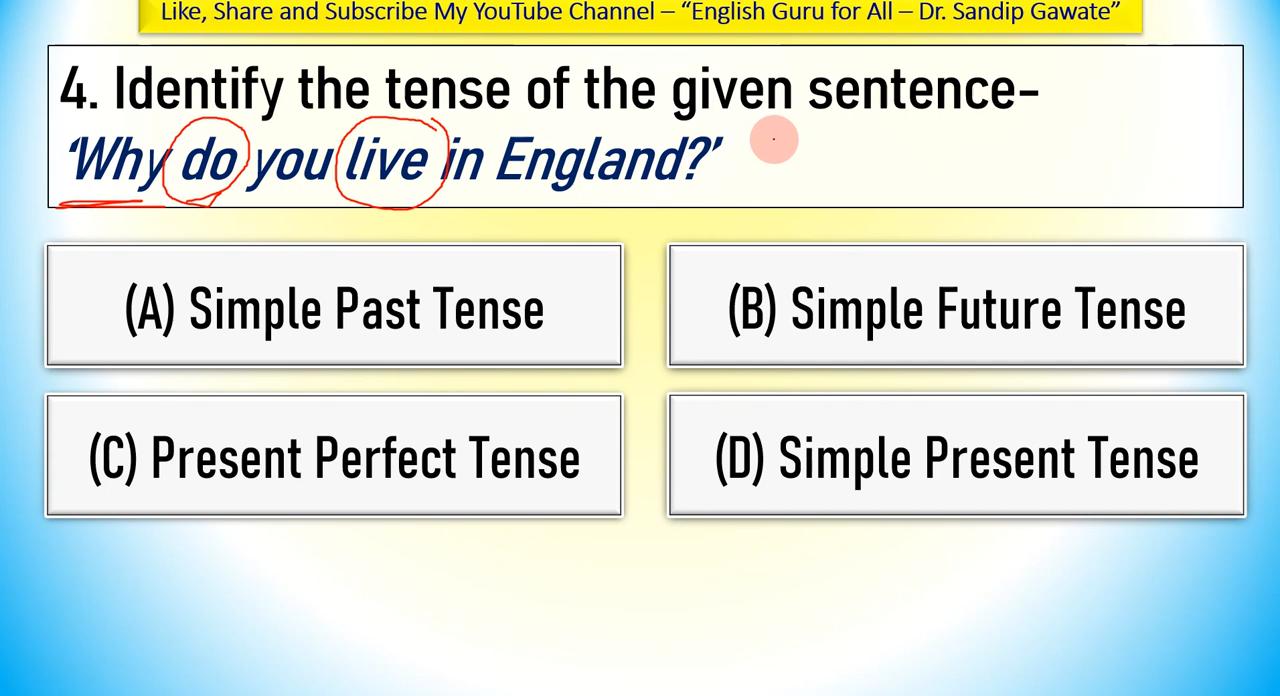 Like, Share and Subscribe My YouTube Channel – “English Guru for All – Dr. Sandip Gawate”
4. Identify the tense of the given sentence-
‘Why do you live in England?’
(A) Simple Past Tense
(B) Simple Future Tense
(C) Present Perfect Tense
(D) Simple Present Tense